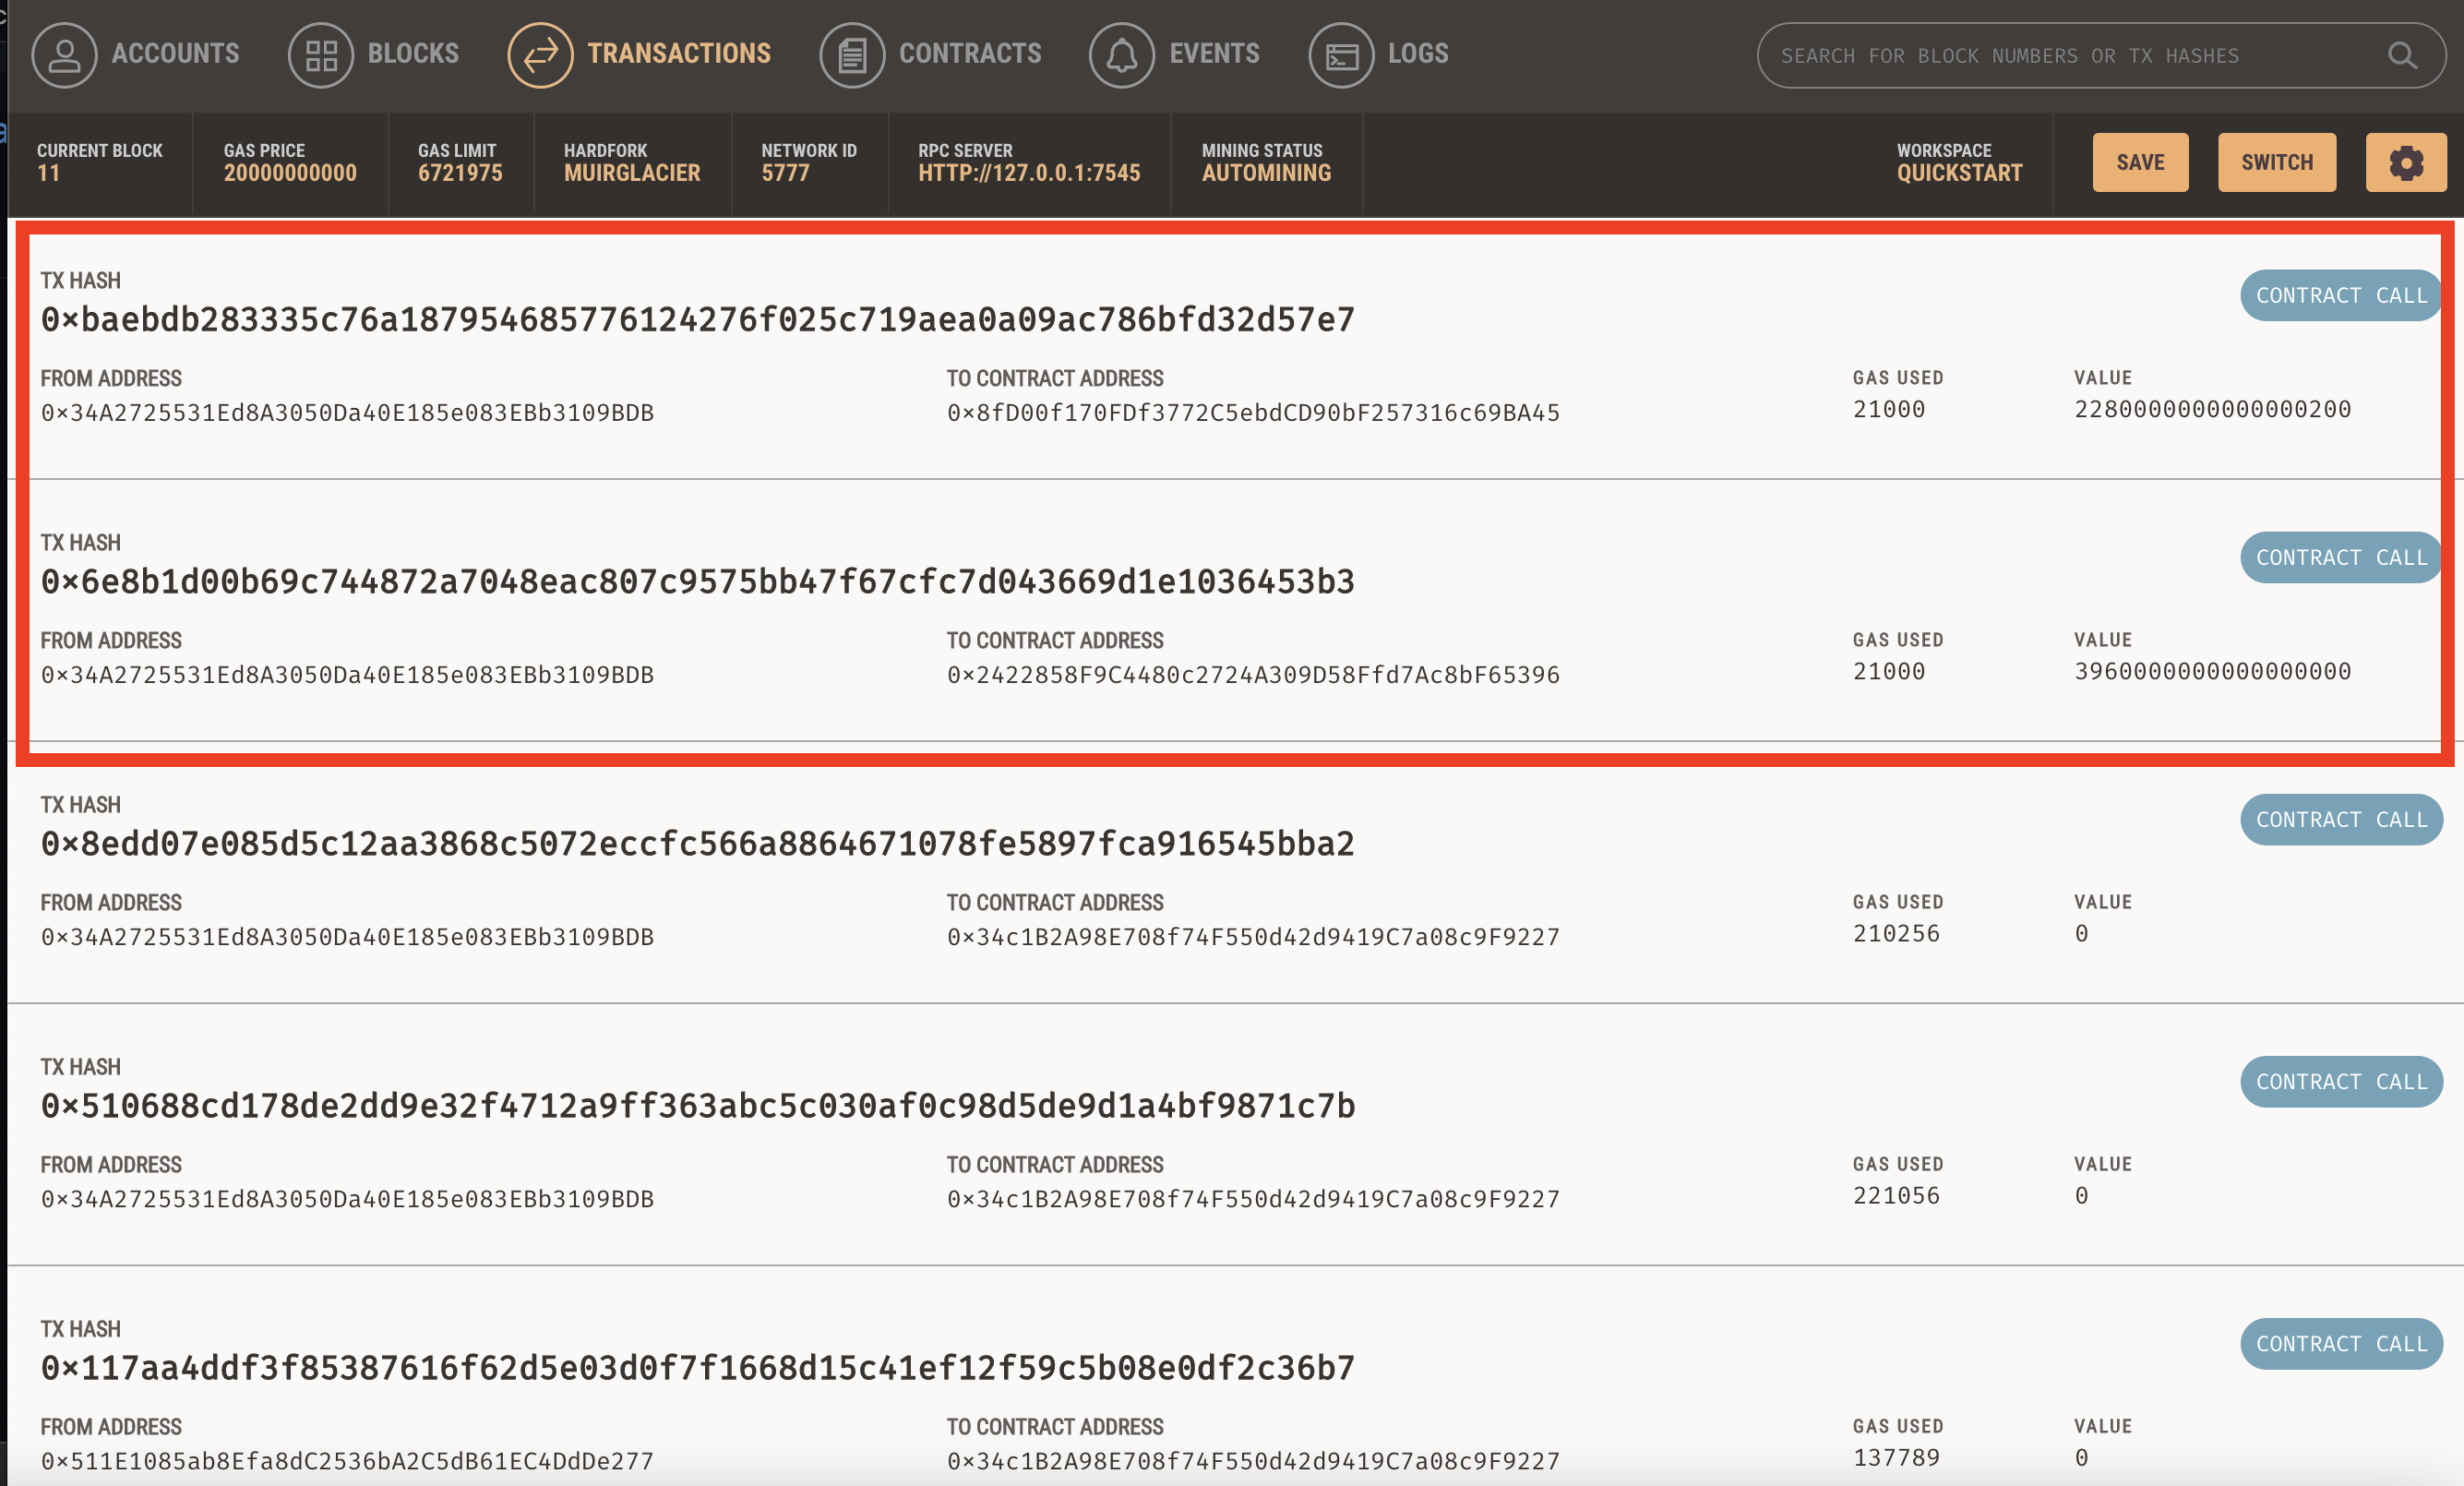 ACCOUNTS BLOCKS TRANSACTIONS CONTRACTS EVENTS LOGS SEARCH FOR BLOCK NUMBERS OR TX HASHES
CURRENT BLOCK GAS PRICE GAS LIMIT HARDFORK NETWORK ID RPC SERVER MINING STATUS WORKSPACE
11 20000000000 6721975 MUIRGLACIER 5777 HTTP://127.0.0.1:7545 AUTOMINING QUICKSTART SAVE SWITCH
TX HASH
0×baebdb283335c76a187954685776124276f025c719aea0a09ac786bfd32d57e7 CONTRACT CALL
FROM ADDRESS TO CONTRACT ADDRESS GAS USED VALUE
0×34A2725531Ed8A3050Da40E185e083EBb3109BDB 0×8fD00f170FDf3772C5ebdCD90bF257316c69BA45 21000 2280000000000000200
TX HASH
0×6e8b1d00b69c744872a7048eac807c9575bb47f67cfc7d043669d1e1036453b3 CONTRACT CALL
FROM ADDRESS TO CONTRACT ADDRESS GAS USED VALUE
0×34A2725531Ed8A3050Da40E185e083EBb3109BDB 0×2422858F9C4480c2724A309D58Ffd7Ac8bF65396 21000 3960000000000000000
TX HASH
0×8edd07e085d5c12aa3868c5072eccfc566a8864671078fe5897fca916545bba2 CONTRACT CALL
FROM ADDRESS TO CONTRACT ADDRESS GAS USED VALUE
0×34A2725531Ed8A3050Da40E185e083EBb3109BDB 0×34c1B2A98E708f74F550d42d9419C7a08c9F9227 210256 0
TX HASH
0×510688cd178de2dd9e32f4712a9ff363abc5c030af0c98d5de9d1a4bf9871c7b CONTRACT CALL
FROM ADDRESS TO CONTRACT ADDRESS GAS USED VALUE
0×34A2725531Ed8A3050Da40E185e083EBb3109BDB 0×34c1B2A98E708f74F550d42d9419C7a08c9F9227 221056 0
TX HASH
0×117aa4ddf3f85387616f62d5e03d0f7f1668d15c41ef12f59c5b08e0df2c36b7 CONTRACT CALL
FROM ADDRESS TO CONTRACT ADDRESS GAS USED VALUE
0×511E1085ab8Efa8dC2536bA2C5dB61EC4DdDe277 0×34c1B2A98E708f74F550d42d9419C7a08c9F9227 137789 0